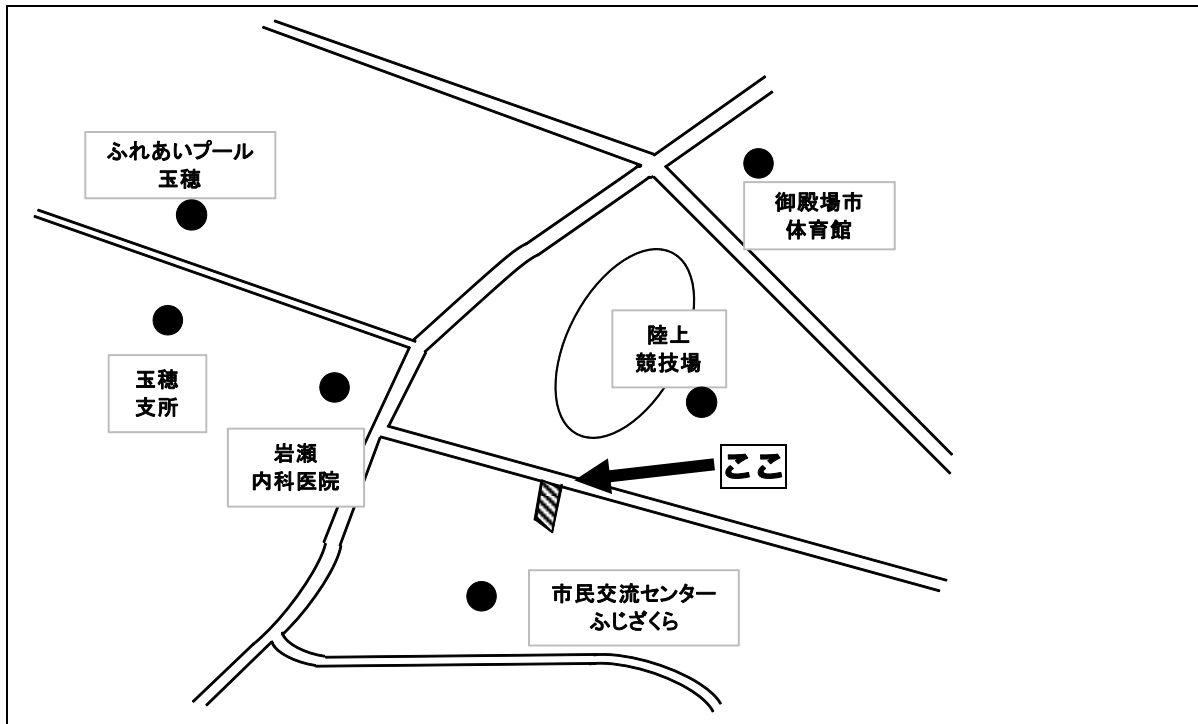 ふれあいプール
玉穂
御殿場市
体育館
陸上
競技場
玉穂
支所
岩瀬
内科医院
ここ
市民交流センター
ふじざくら